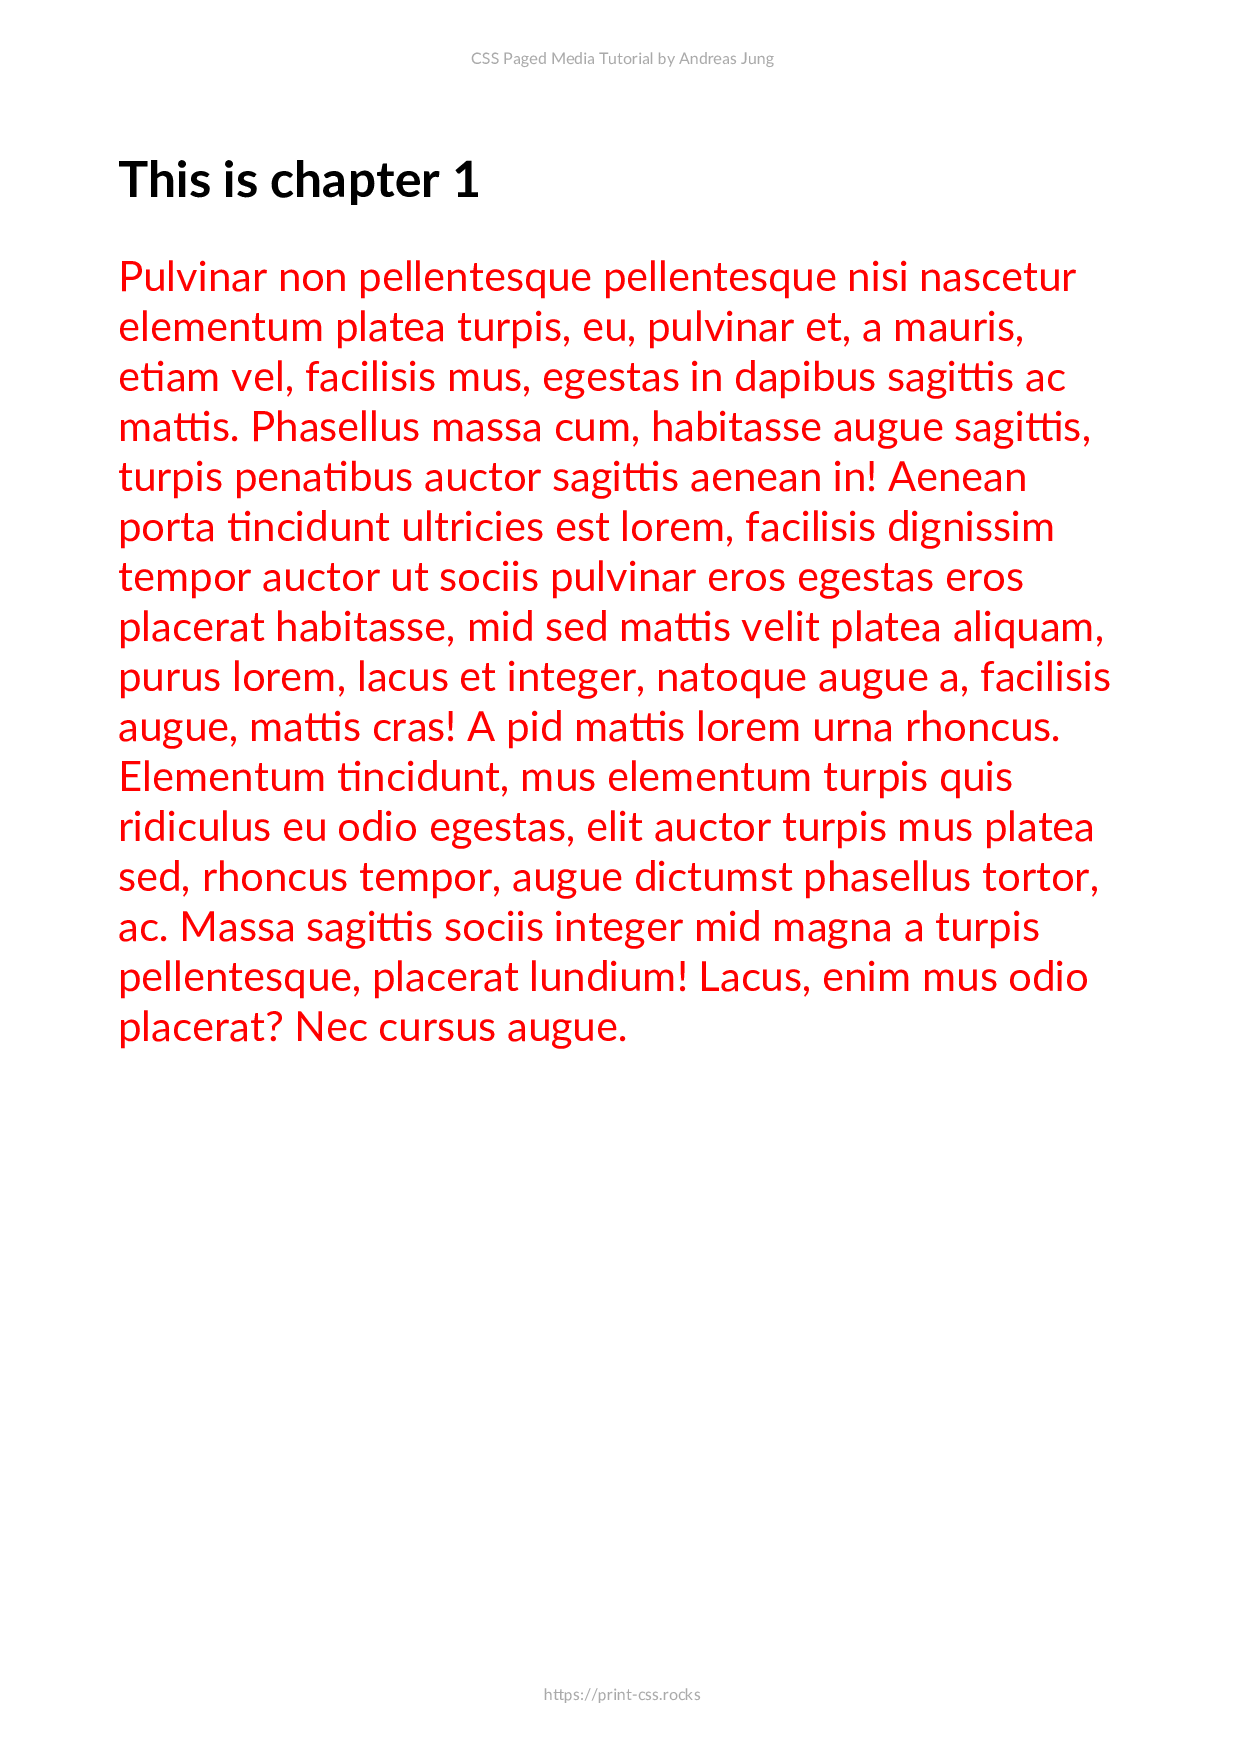 CSS Paged Media Tutorial by Andreas Jung
This is chapter 1
Pulvinar non pellentesque pellentesque nisi nascetur
elementum platea turpis, eu, pulvinar et, a mauris,
etiam vel, facilisis mus, egestas in dapibus sagittis ac
mattis. Phasellus massa cum, habitasse augue sagittis,
turpis penatibus auctor sagittis aenean in! Aenean
porta tincidunt ultricies est lorem, facilisis dignissim
tempor auctor ut sociis pulvinar eros egestas eros
placerat habitasse, mid sed mattis velit platea aliquam,
purus lorem, lacus et integer, natoque augue a, facilisis
augue, mattis cras! A pid mattis lorem urna rhoncus.
Elementum tincidunt, mus elementum turpis quis
ridiculus eu odio egestas, elit auctor turpis mus platea
sed, rhoncus tempor, augue dictumst phasellus tortor,
ac. Massa sagittis sociis integer mid magna a turpis
pellentesque, placerat lundium! Lacus, enim mus odio
placerat? Nec cursus augue.
https://print-css.rocks